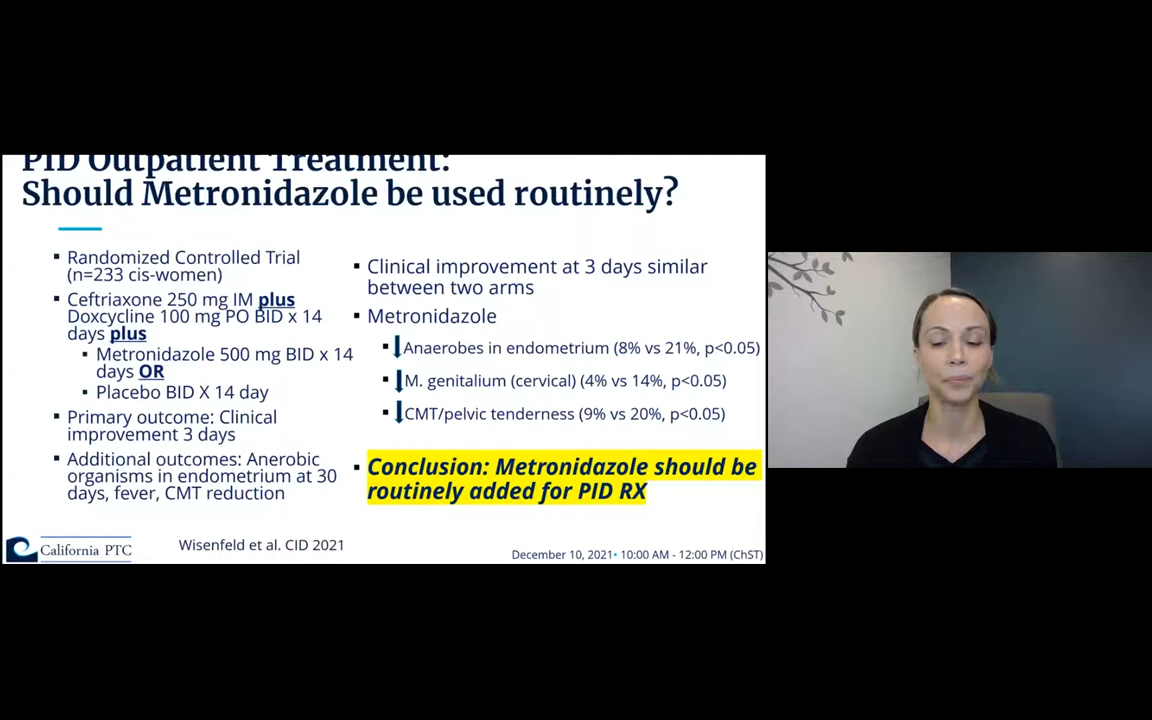 PID Outpatient Treatment:
Should Metronidazole be used routinely?
▪ Randomized Controlled Trial
(n=233 cis-women)
▪ Ceftriaxone 250 mg IM plus
Doxcycline 100 mg PO BID x 14
days plus
▪ Metronidazole 500 mg BID x 14
days OR
▪ Placebo BID X 14 day
▪ Primary outcome: Clinical
improvement 3 days
▪ Additional outcomes: Anerobic
organisms in endometrium at 30
days, fever, CMT reduction
▪ Clinical improvement at 3 days similar
between two arms
▪ Metronidazole
▪ ↓Anaerobes in endometrium (8% vs 21%, p<0.05)
▪ ↓M. genitalium (cervical) (4% vs 14%, p<0.05)
▪ ↓CMT/pelvic tenderness (9% vs 20%, p<0.05)
▪ Conclusion: Metronidazole should be
routinely added for PID RX
California PTC
Wisenfeld et al. CID 2021
December 10, 2021• 10:00 AM - 12:00 PM (ChST)